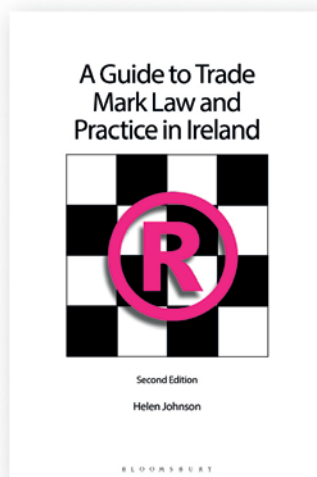 A Guide to Trade
Mark Law and
Practice in Ireland
®
Second Edition
Helen Johnson
BLOOMSBURY